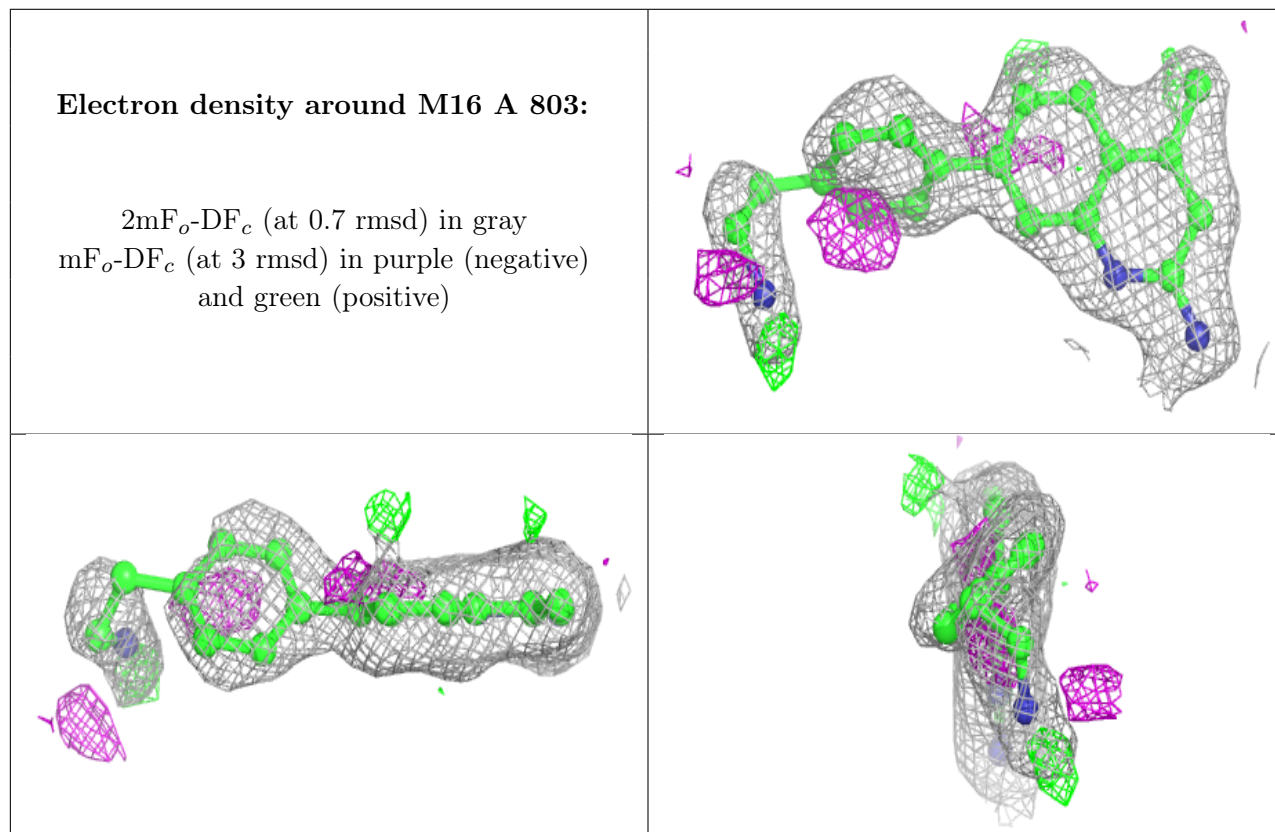 Electron density around M16 A 803:
2mFo-DFc (at 0.7 rmsd) in gray
mFo-DFc (at 3 rmsd) in purple (negative)
and green (positive)